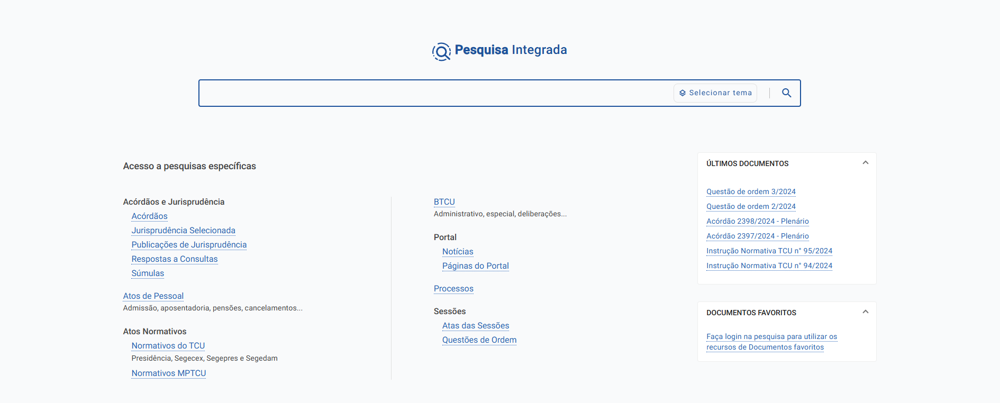 Pesquisa Integrada
Selecionar tema
Acesso a pesquisas específicas
Acórdãos e Jurisprudência
Acórdãos
Jurisprudência Selecionada
Publicações de Jurisprudência
Respostas a Consultas
Súmulas
Atos de Pessoal
Admissão, aposentadoria, pensões, cancelamentos...
Atos Normativos
Normativos do TCU
Presidência, Segecex, Segepres e Segedam
Normativos MPTCU
BTCU
Administrativo, especial, deliberações...
Portal
Notícias
Páginas do Portal
Processos
Sessões
Atas das Sessões
Questões de Ordem
ÚLTIMOS DOCUMENTOS
Questão de ordem 3/2024
Questão de ordem 2/2024
Acórdão 2398/2024 - Plenário
Acórdão 2397/2024 - Plenário
Instrução Normativa TCU n° 95/2024
Instrução Normativa TCU n° 94/2024
DOCUMENTOS FAVORITOS
Faça login na pesquisa para utilizar os
recursos de Documentos favoritos